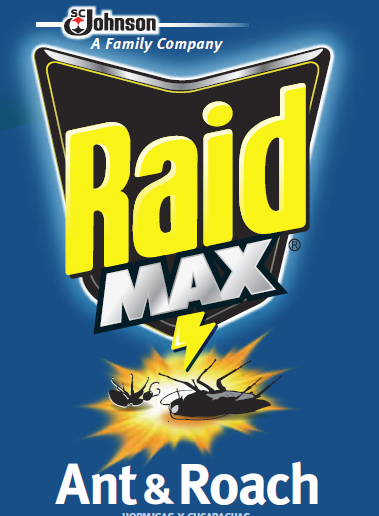 SC
Johnson
A Family Company
Raid
MAX
®
Ant & Roach